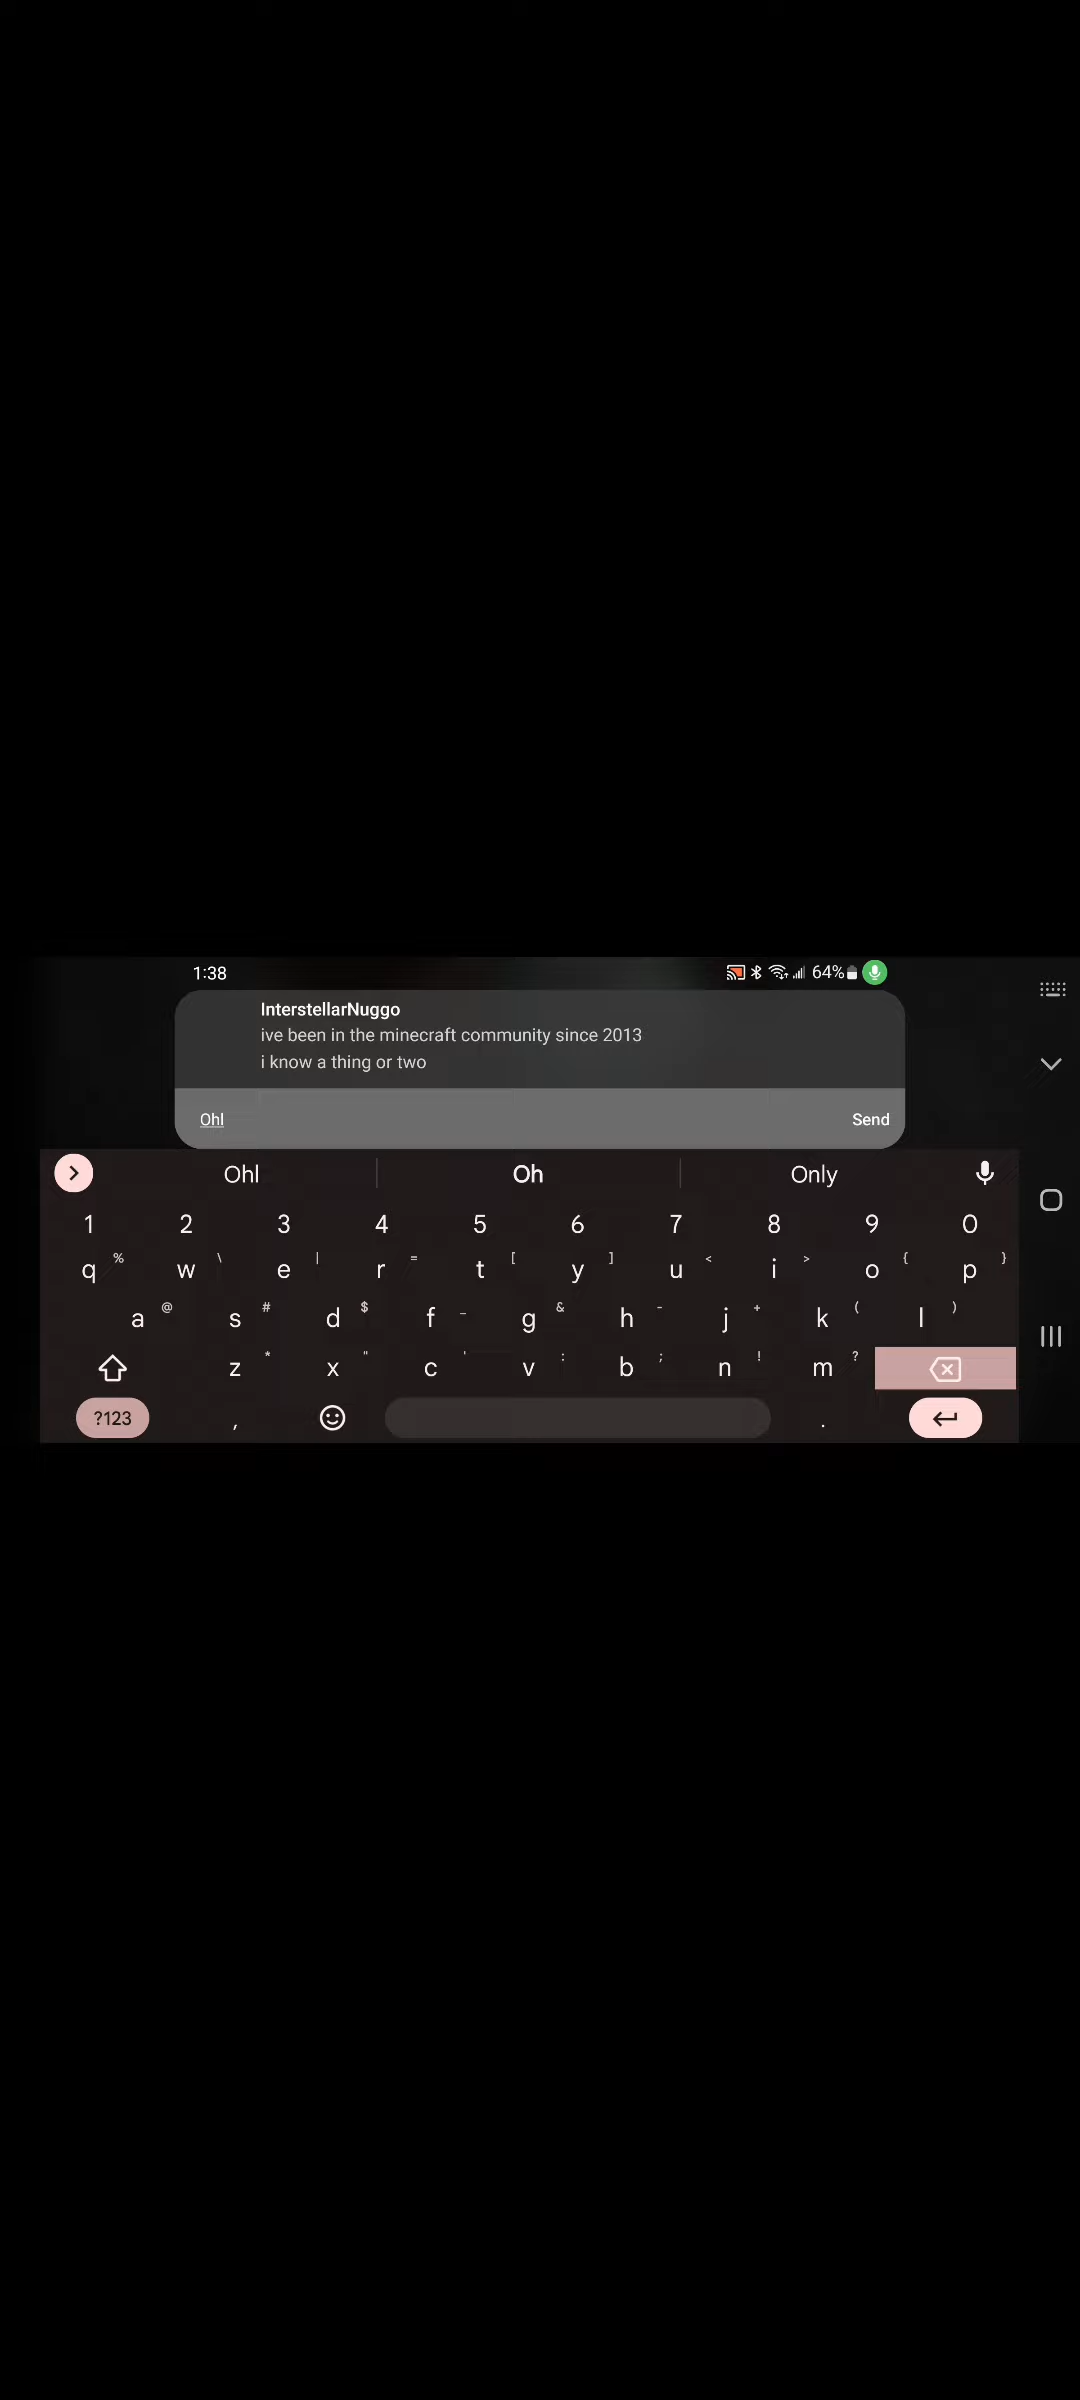 1:38 64%
InterstellarNuggo
ive been in the minecraft community since 2013
i know a thing or two
Ohl Send
Ohl Oh Only
1 2 3 4 5 6 7 8 9 0
q % w \ e | r = t [ y ] u < i > o { p }
a @ s # d $ f _ g & h - j + k ( l )
z * x " c ' v : b ; n ! m ?
?123 , .